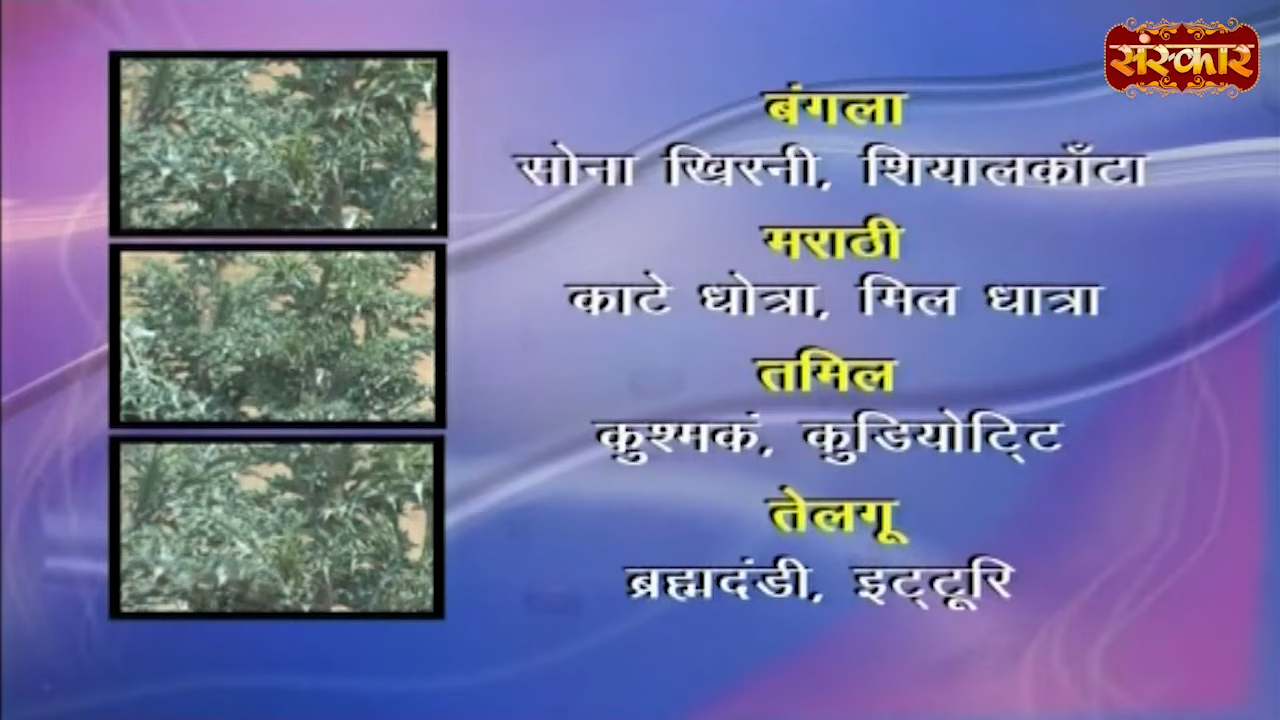 संस्कार
बंगला
सोना खिरनी, शियालकाँटा
मराठी
काटे धोत्रा, मिल धात्रा
तमिल
कुश्मकं, कुडियोट्टि
तेलगू
ब्रह्मदंडी, इट्टूरि